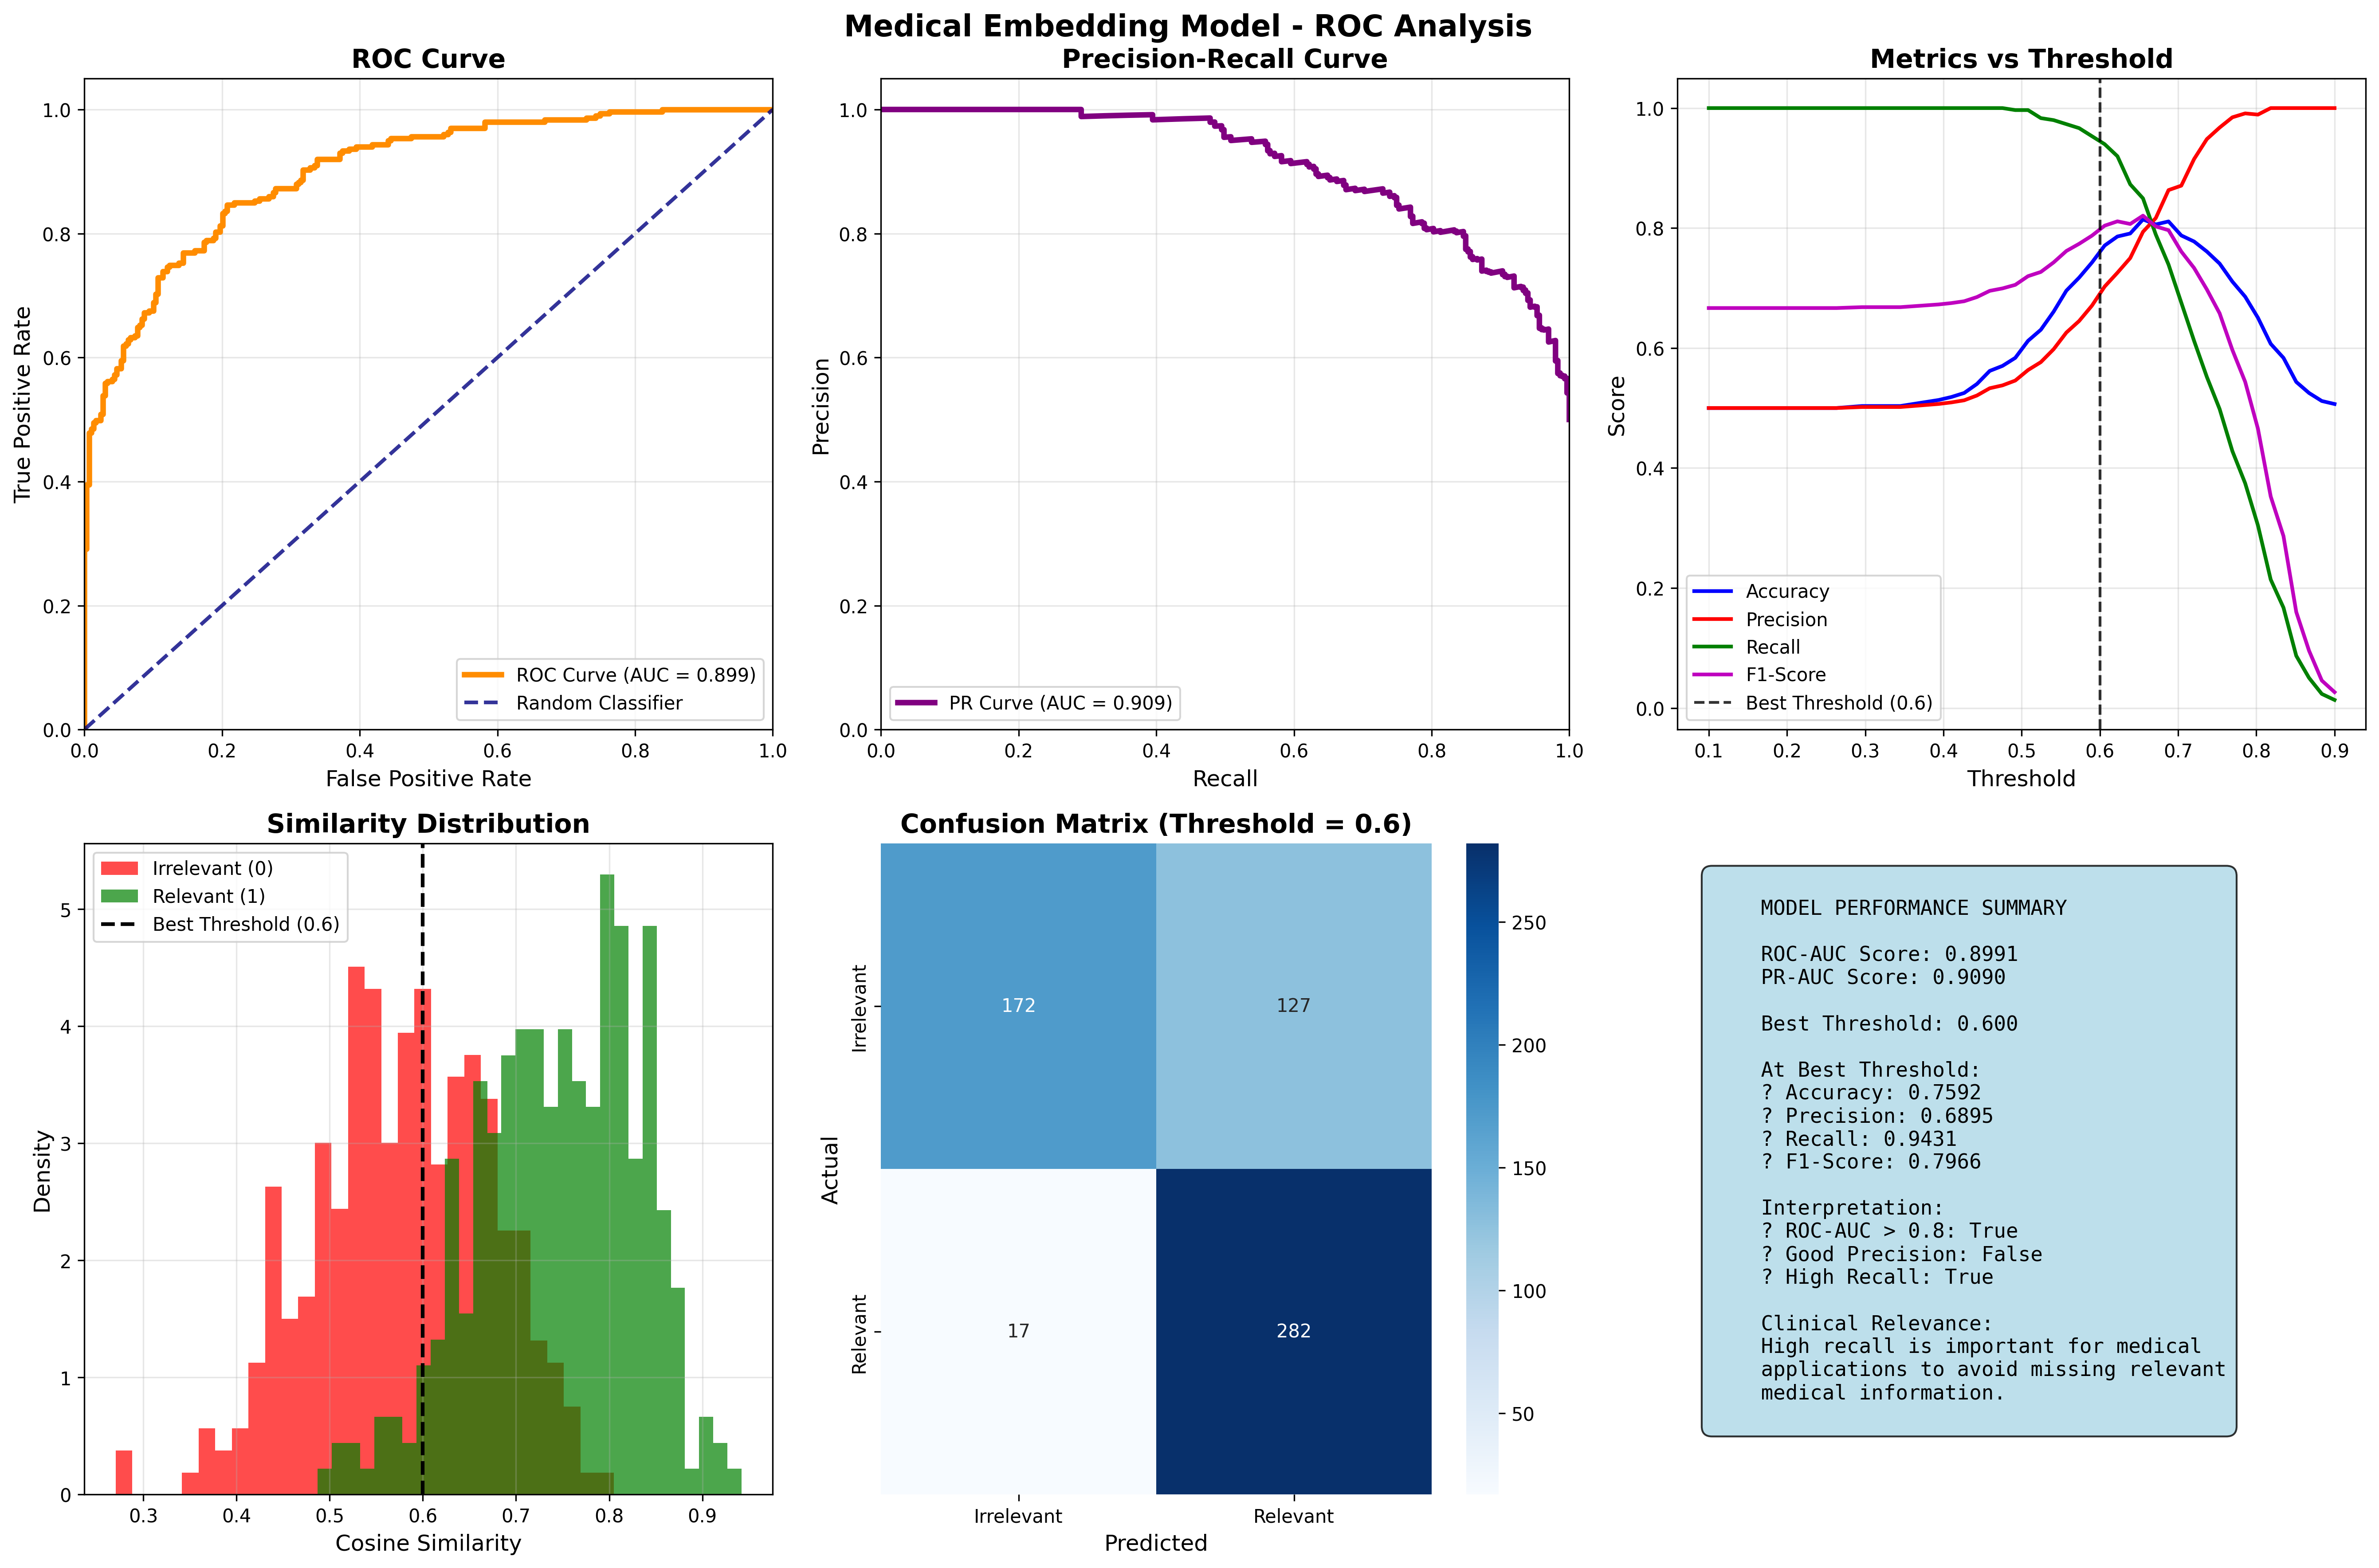 Medical Embedding Model - ROC Analysis
ROC Curve
1.0
0.8
0.6
0.4
0.2
0.0
True Positive Rate
0.0 0.2 0.4 0.6 0.8 1.0
False Positive Rate
ROC Curve (AUC = 0.899)
Random Classifier
Precision-Recall Curve
1.0
0.8
0.6
0.4
0.2
0.0
Precision
0.0 0.2 0.4 0.6 0.8 1.0
Recall
PR Curve (AUC = 0.909)
Metrics vs Threshold
1.0
0.8
0.6
0.4
0.2
0.0
Score
0.1 0.2 0.3 0.4 0.5 0.6 0.7 0.8 0.9
Threshold
Accuracy
Precision
Recall
F1-Score
Best Threshold (0.6)
Similarity Distribution
Irrelevant (0)
Relevant (1)
Best Threshold (0.6)
5
4
3
2
1
0
Density
0.3 0.4 0.5 0.6 0.7 0.8 0.9
Cosine Similarity
Confusion Matrix (Threshold = 0.6)
Actual
Irrelevant
172 127
Relevant
17 282
Irrelevant Relevant
Predicted
250
200
150
100
50
MODEL PERFORMANCE SUMMARY
ROC-AUC Score: 0.8991
PR-AUC Score: 0.9090
Best Threshold: 0.600
At Best Threshold:
? Accuracy: 0.7592
? Precision: 0.6895
? Recall: 0.9431
? F1-Score: 0.7966
Interpretation:
? ROC-AUC > 0.8: True
? Good Precision: False
? High Recall: True
Clinical Relevance:
High recall is important for medical
applications to avoid missing relevant
medical information.